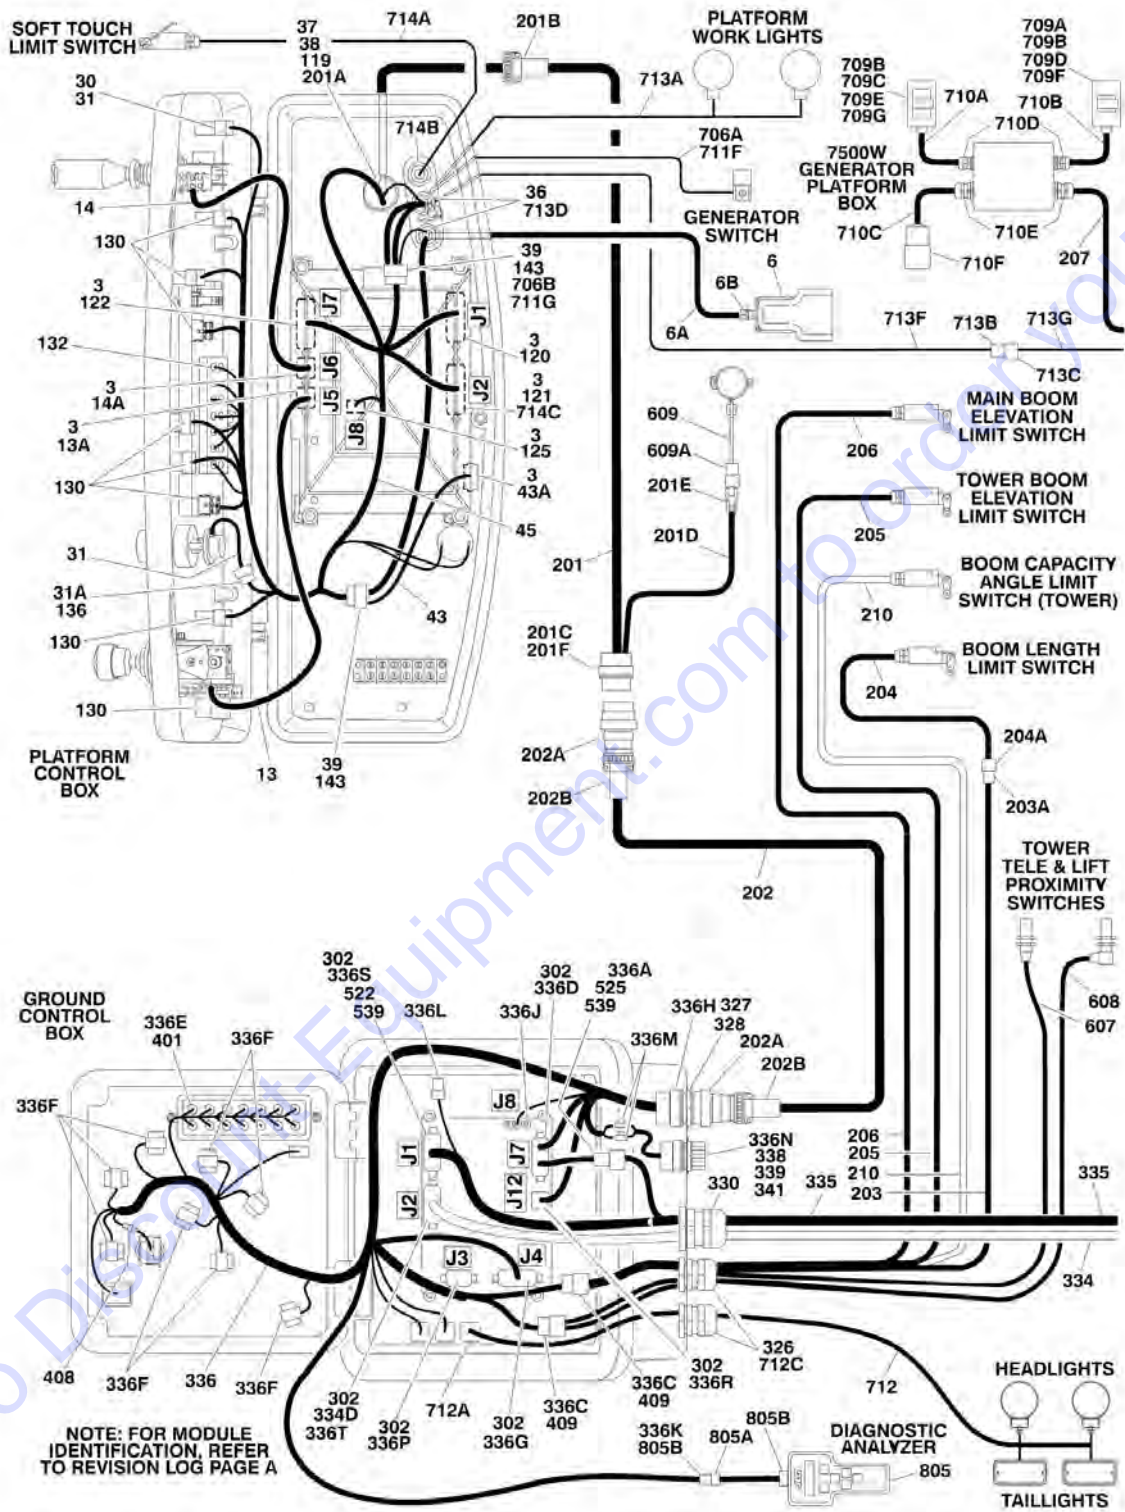 SOFT TOUCH
LIMIT SWITCH
714A
37
38
119
201A
201B
PLATFORM
WORK LIGHTS
709A
709B
709D
709F
709B
709C
709E
709G
710A
710B
710D
30
31
713A
714B
706A
711F
7500W
GENERATOR
PLATFORM
BOX
14
36
713D
GENERATOR
SWITCH
710E
710C
710F
207
130
39
143
706B
711G
6
6B
6A
3
122
J7
J1
713F
713B
713G
713C
132
J6
3
120
3
14A
J5
J2
3
121
714C
3
13A
J8
3
125
609
609A
206
MAIN BOOM
ELEVATION
LIMIT SWITCH
130
3
43A
201E
TOWER BOOM
ELEVATION
LIMIT SWITCH
205
45
201
201D
31
BOOM CAPACITY
ANGLE LIMIT
SWITCH (TOWER)
210
31A
136
43
130
201C
201F
BOOM LENGTH
LIMIT SWITCH
204
130
PLATFORM
CONTROL
BOX
13
39
143
202A
202B
204A
203A
TOWER
TELE & LIFT
PROXIMITY
SWITCHES
202
GROUND
CONTROL
BOX
302
336S
522
539
302
336D
336A
525
539
336L
336J
336H
327
328
336M
202A
202B
608
607
336E
401
336F
336F
J8
J1
J7
J2
J12
336N
338
339
341
206
205
210
203
330
335
335
J3
J4
334
408
336F
336
336F
302
334D
336T
302
336P
712A
302
336G
336C
409
336C
409
302
336R
326
712C
712
HEADLIGHTS
NOTE: FOR MODULE
IDENTIFICATION, REFER
TO REVISION LOG PAGE A
336K
805B
805A
805B
DIAGNOSTIC
ANALYZER
805
TAILLIGHTS